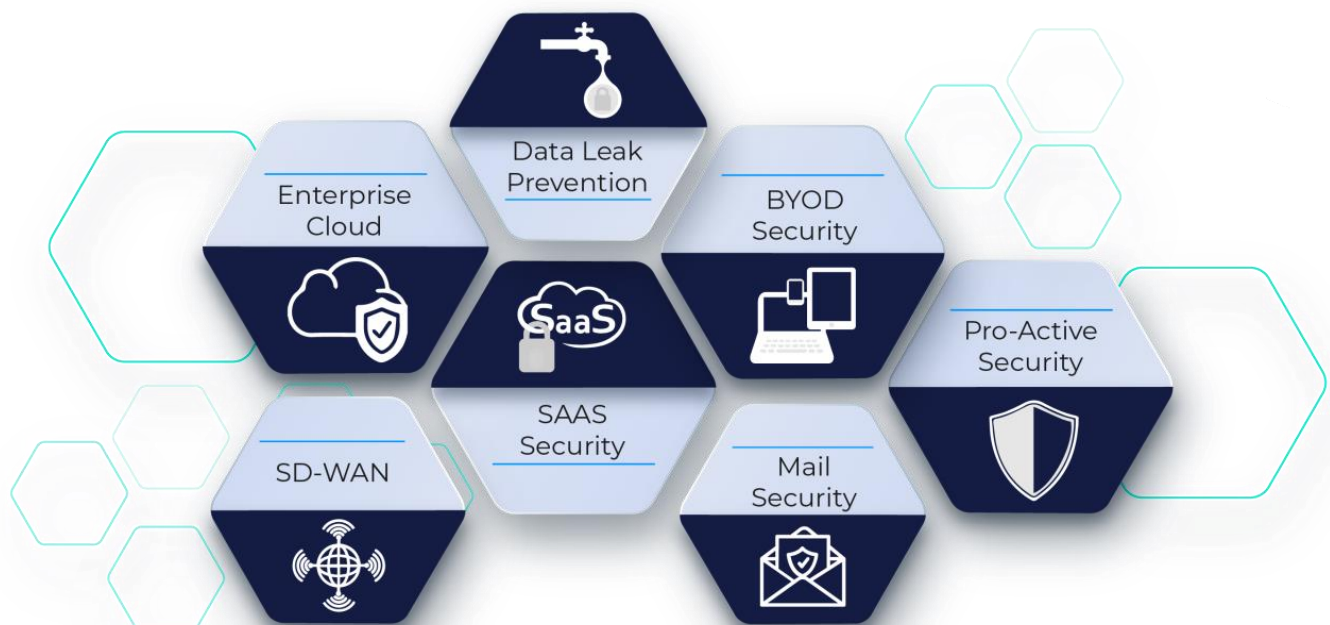 Data Leak
Prevention
Enterprise
Cloud
BYOD
Security
SaaS
SAAS
Security
Pro-Active
Security
SD-WAN
Mail
Security